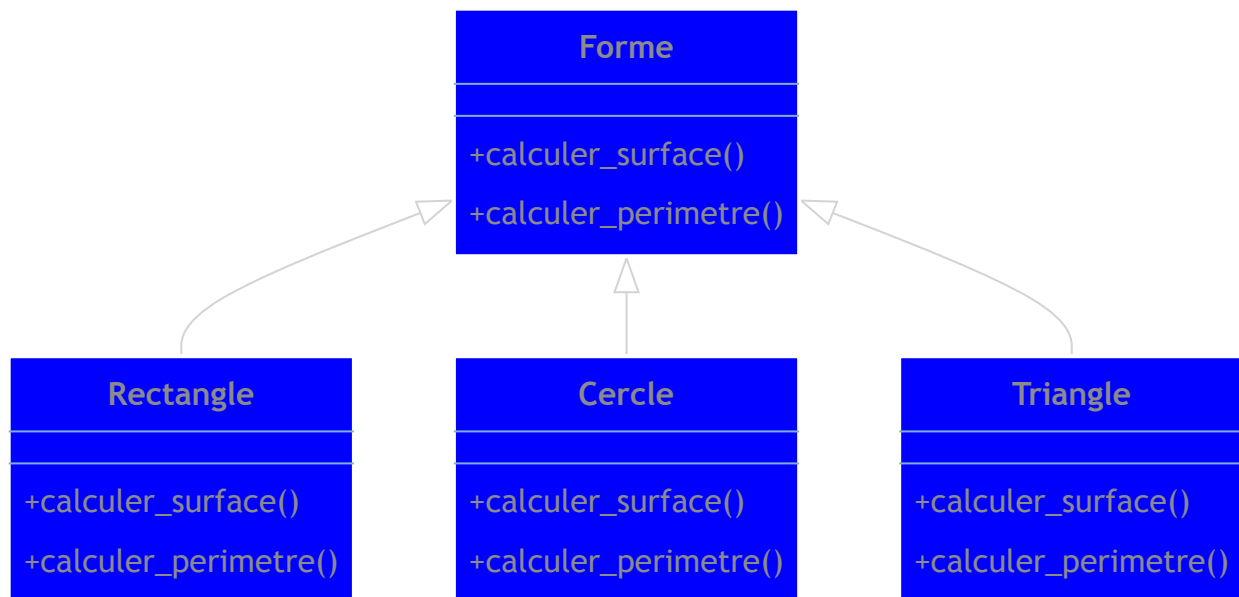 Forme
+calculer_surface()
+calculer_perimetre()
Rectangle
+calculer_surface()
+calculer_perimetre()
Cercle
+calculer_surface()
+calculer_perimetre()
Triangle
+calculer_surface()
+calculer_perimetre()